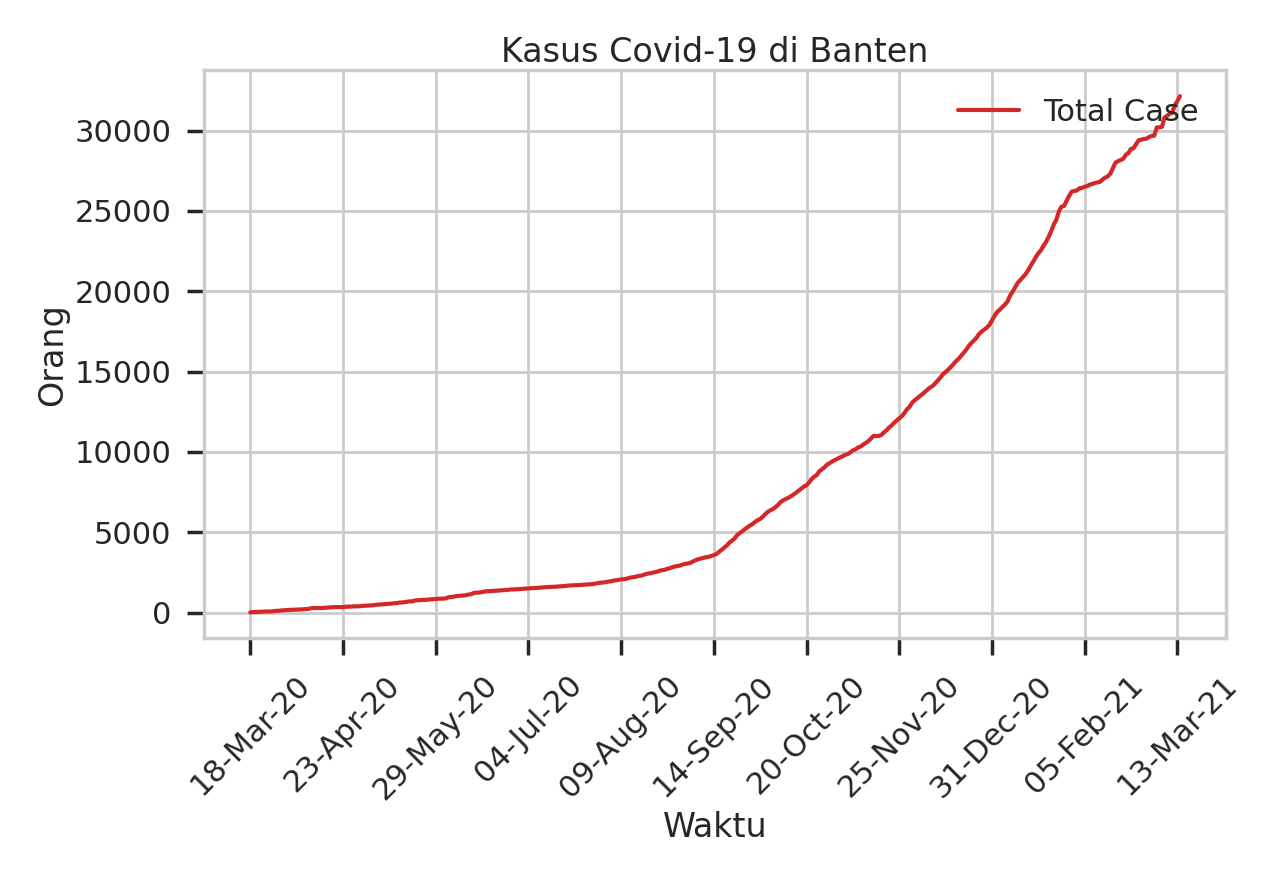 Kasus Covid-19 di Banten
Total Case
Orang
30000
25000
20000
15000
10000
5000
0
18-Mar-20
23-Apr-20
29-May-20
04-Jul-20
09-Aug-20
14-Sep-20
20-Oct-20
25-Nov-20
31-Dec-20
05-Feb-21
13-Mar-21
Waktu